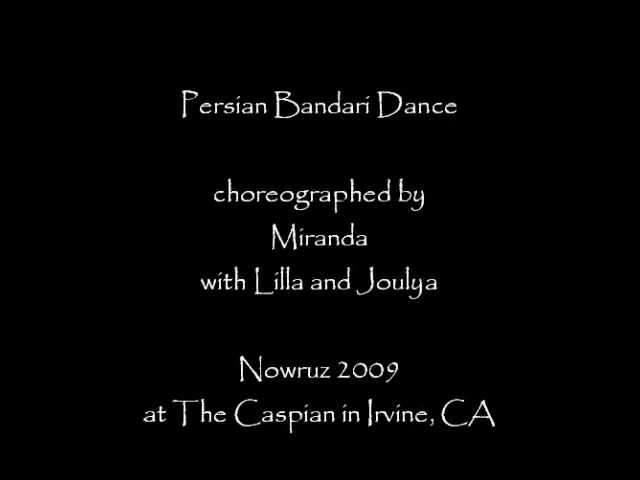 Persian Bandari Dance
choreographed by
Miranda
with Lilla and Joulya
Nowruz 2009
at The Caspian in Irvine, CA